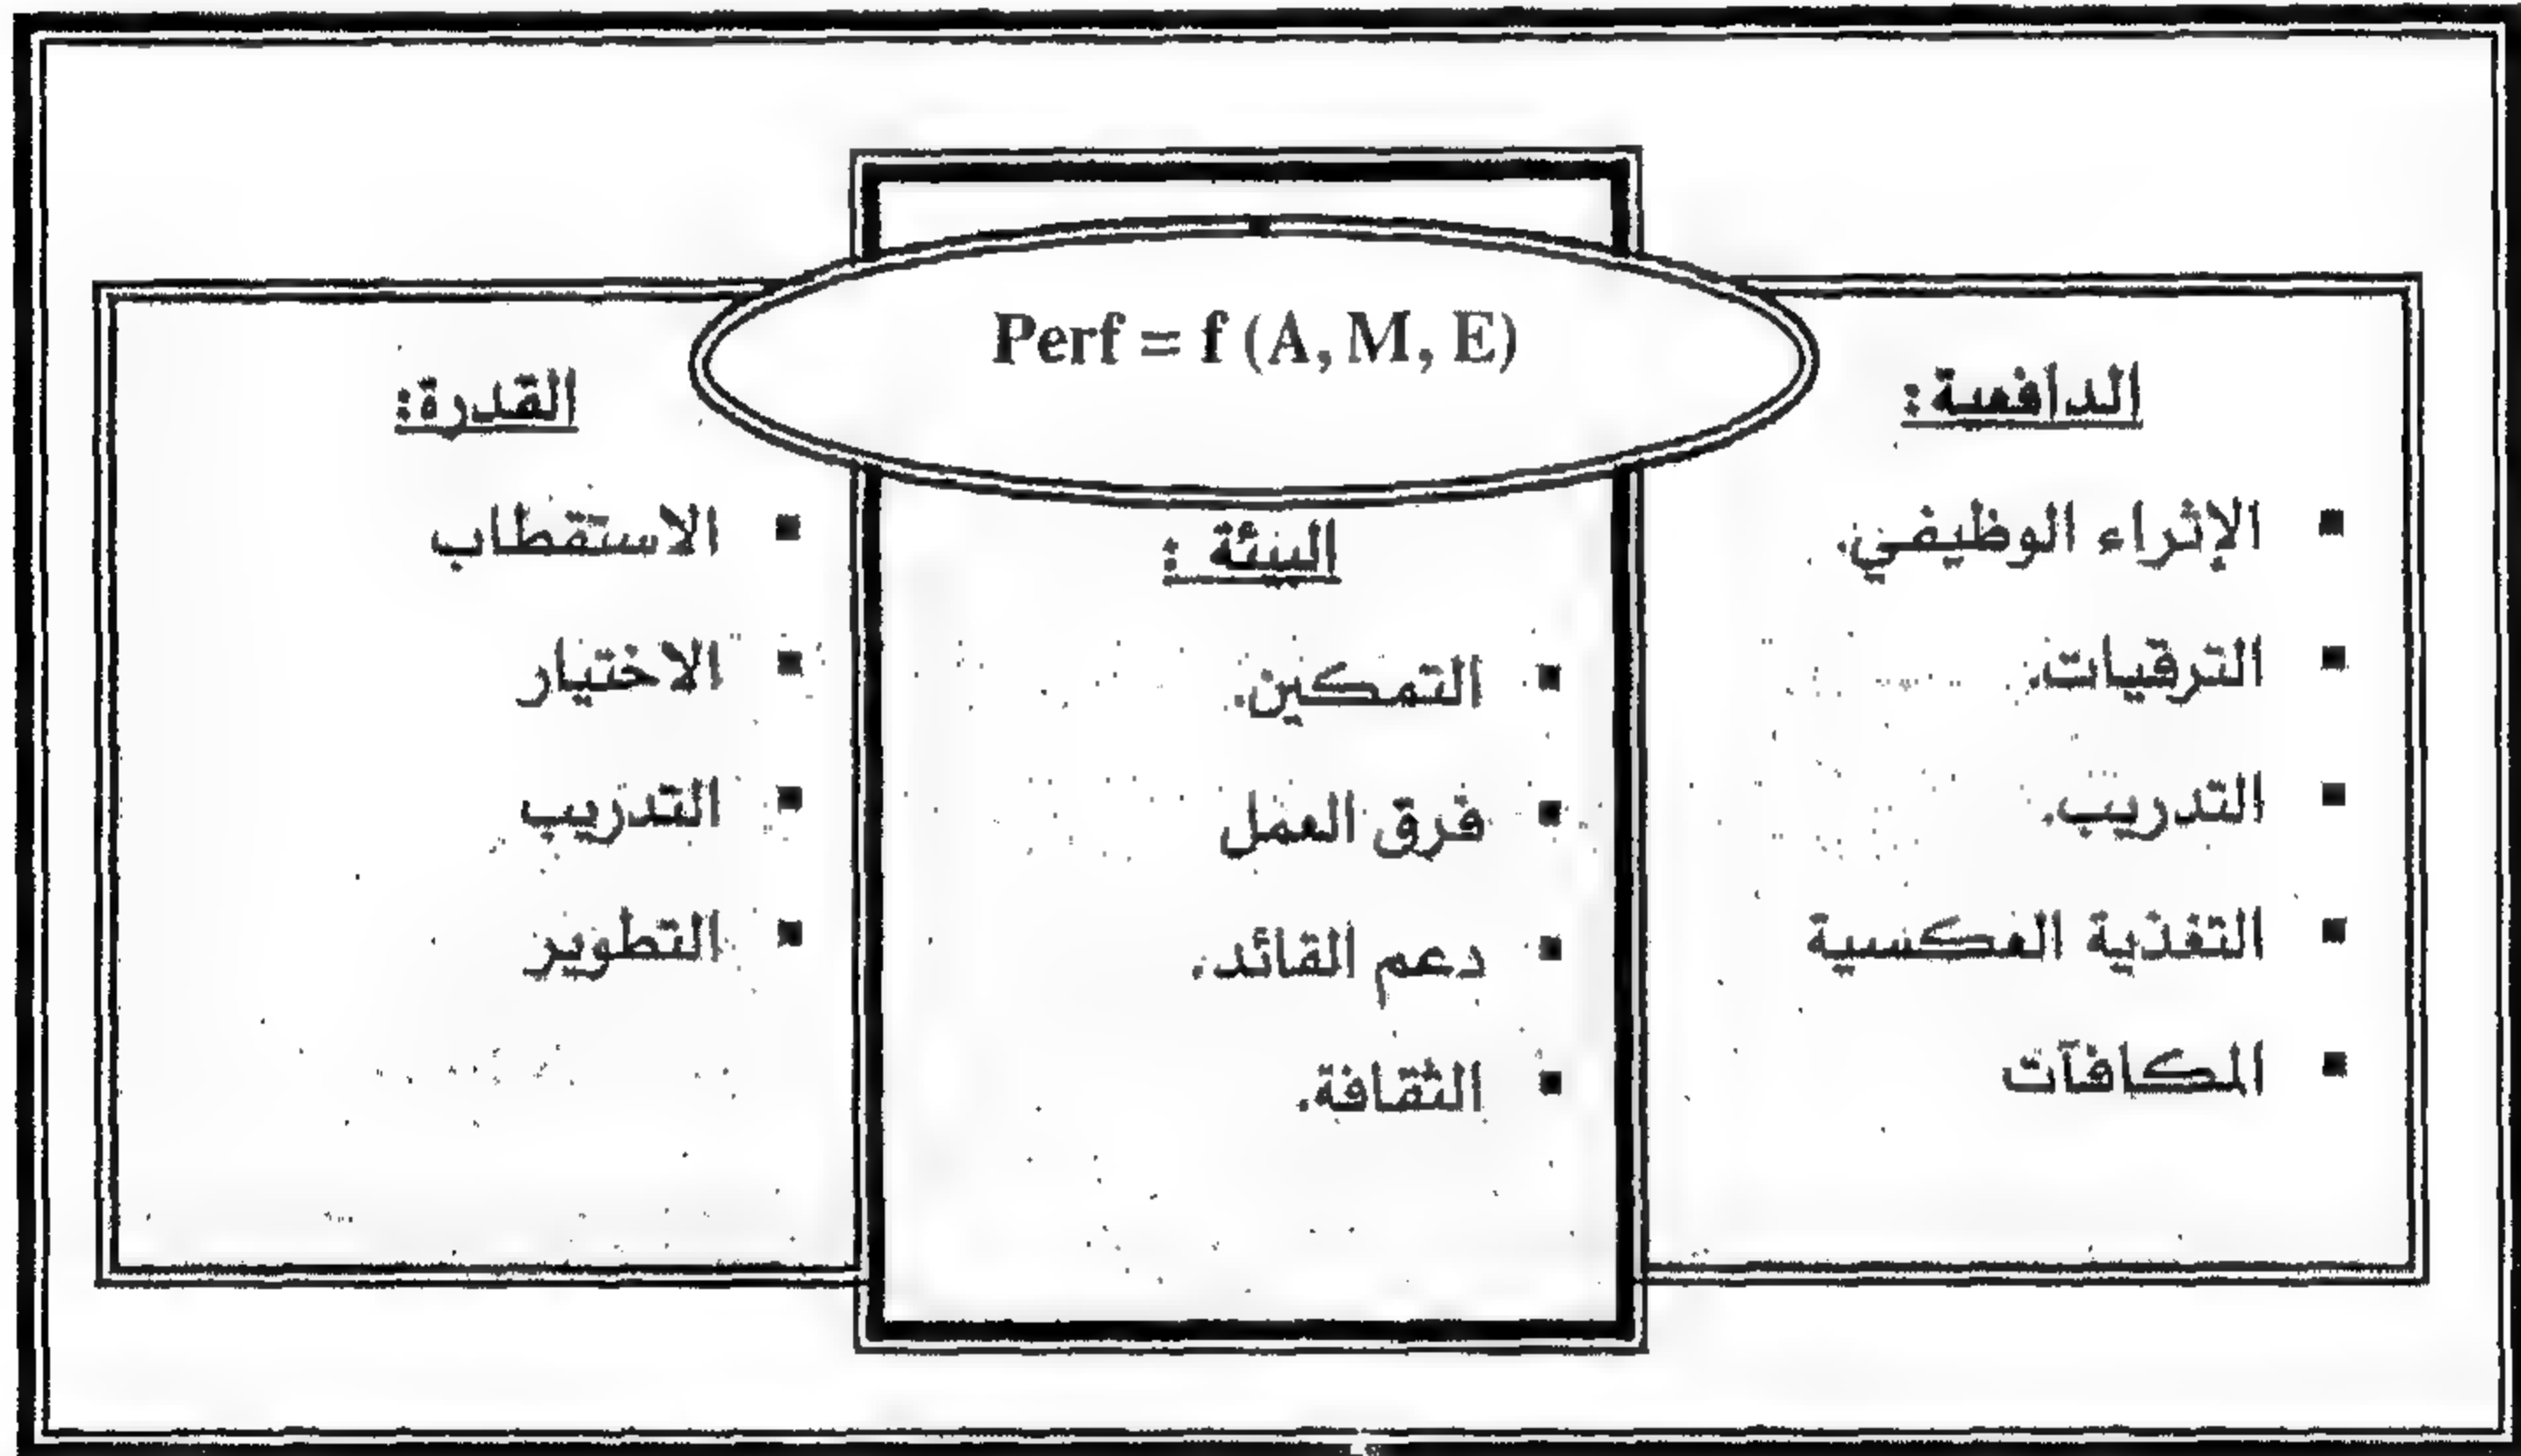 Perf = f (A, M, E)
الدافعية:
الإثراء الوظيفي.
الترقيات.
التدريب.
التغذية العكسية
المكافآت
البيئة :
التمكين.
فرق العمل
دعم القائد.
الثقافة.
القدرة:
الاستقطاب
الاختيار
التدريب
التطوير